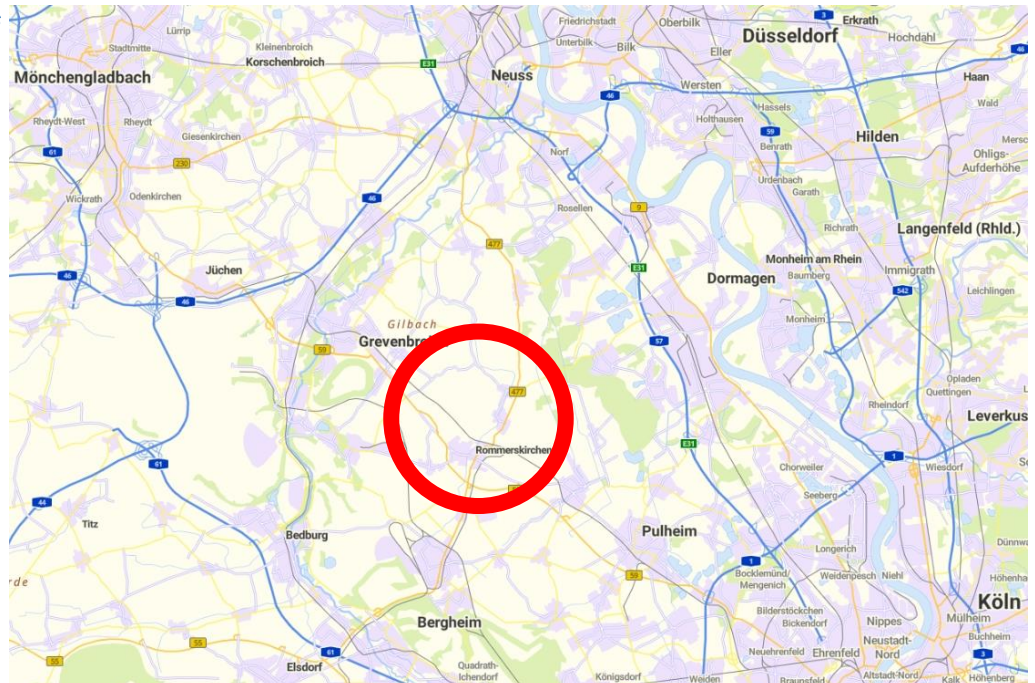 3
Erkrath
Friedrichstadt
Oberbilk
Lürrip
Düsseldorf
Hochdahl
Stadtmitte
Kleinenbroich
Unterbilk
Bilk
Eller
46
Korschenbroich
E31
Mönchengladbach
Neuss
Wersten
Haan
46
Hassels
Wald
Rheydt-West
Rheydt
Holthausen
59
Giesenkirchen
Benrath
Hilden
61
Norf
Ohligs-
Aufderhöhe
230
Urdenbach
Garath
Wickrath
Odenkirchen
46
Rosellen
9
Richrath
Langenfeld (Rhld.)
477
Monheim am Rhein
Jüchen
E31
Baumberg
Immigrath
46
Dormagen
542
Leichlingen
46
Monheim
Gilbach
Grevenbr
59
57
Opladen
Quettingen
477
Rheindorf
Leverkus
E31
Rommerskirchen
1
Wiesdorf
61
Chorweiler
44
Seeberg
Titz
Bedburg
Pulheim
Dünnwa
Longerich
1
Bocklemünd/
Mengenich
Weidenpesch
Niehl
59
Höhenha
Köln
Bilderstöckchen
Bickendorf
Nippes
Mülheim
Bergheim
Buchheim
55
55
61
Neuehrenfeld
Ehrenfeld
Neustadt-
Nord
3
Elsdorf
Quadrath-
Ichendorf
Königsdorf
Weiden
Braunsfeld
Altstadt-Nord
Kalk
Höhenberg